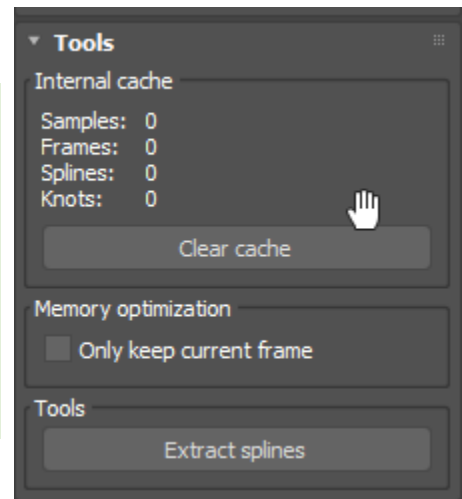 Tools
Internal cache
Samples: 0
Frames: 0
Splines: 0
Knots: 0
Clear cache
Memory optimization
Only keep current frame
Tools
Extract splines